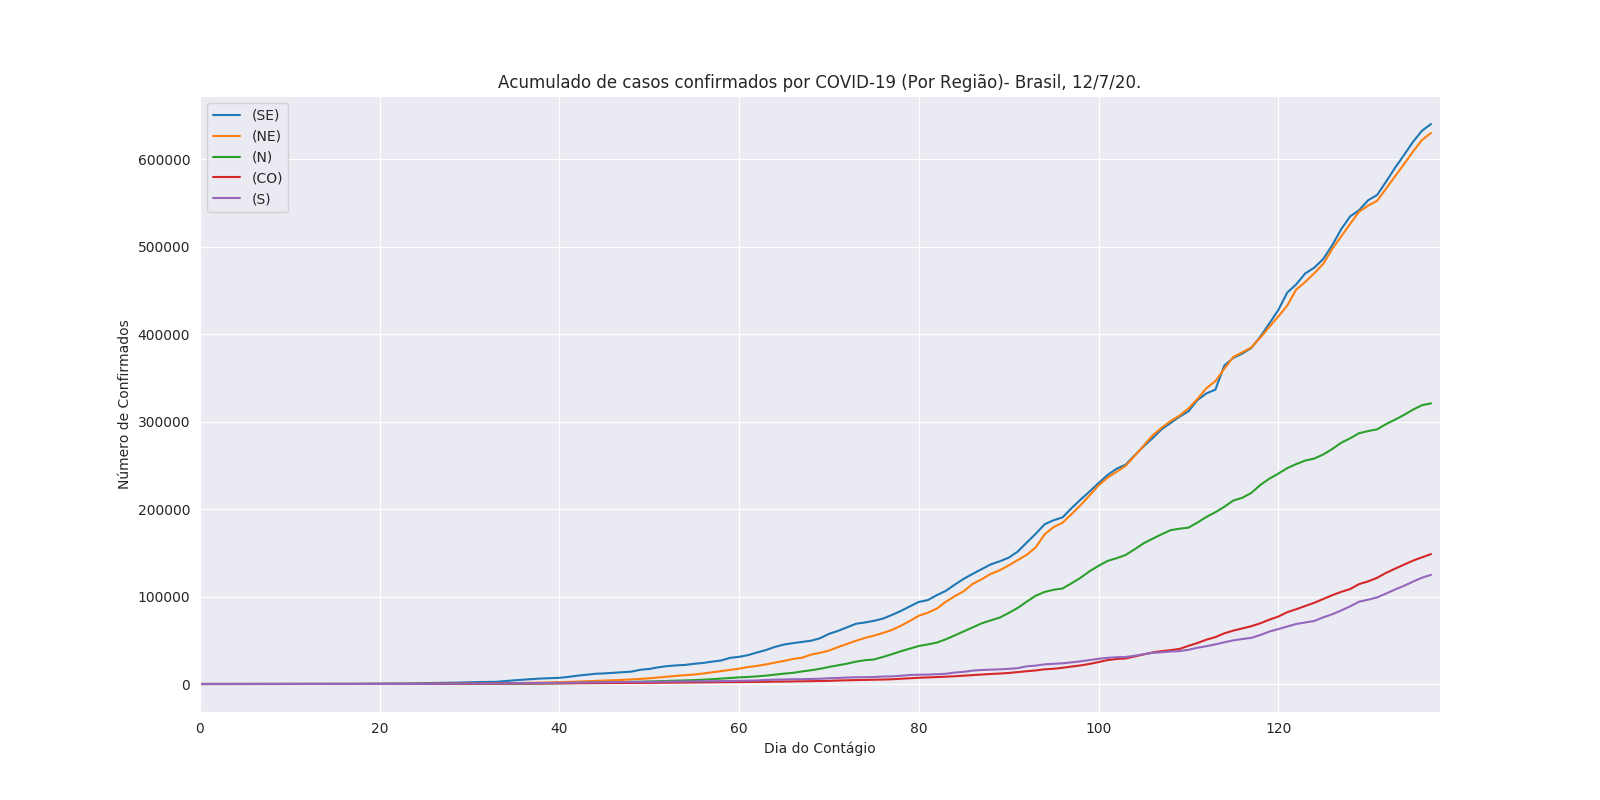 Acumulado de casos confirmados por COVID-19 (Por Região)- Brasil, 12/7/20.
(SE)
(NE)
(N)
(CO)
(S)
600000
500000
400000
300000
200000
100000
0
Número de Confirmados
0 20 40 60 80 100 120
Dia do Contágio